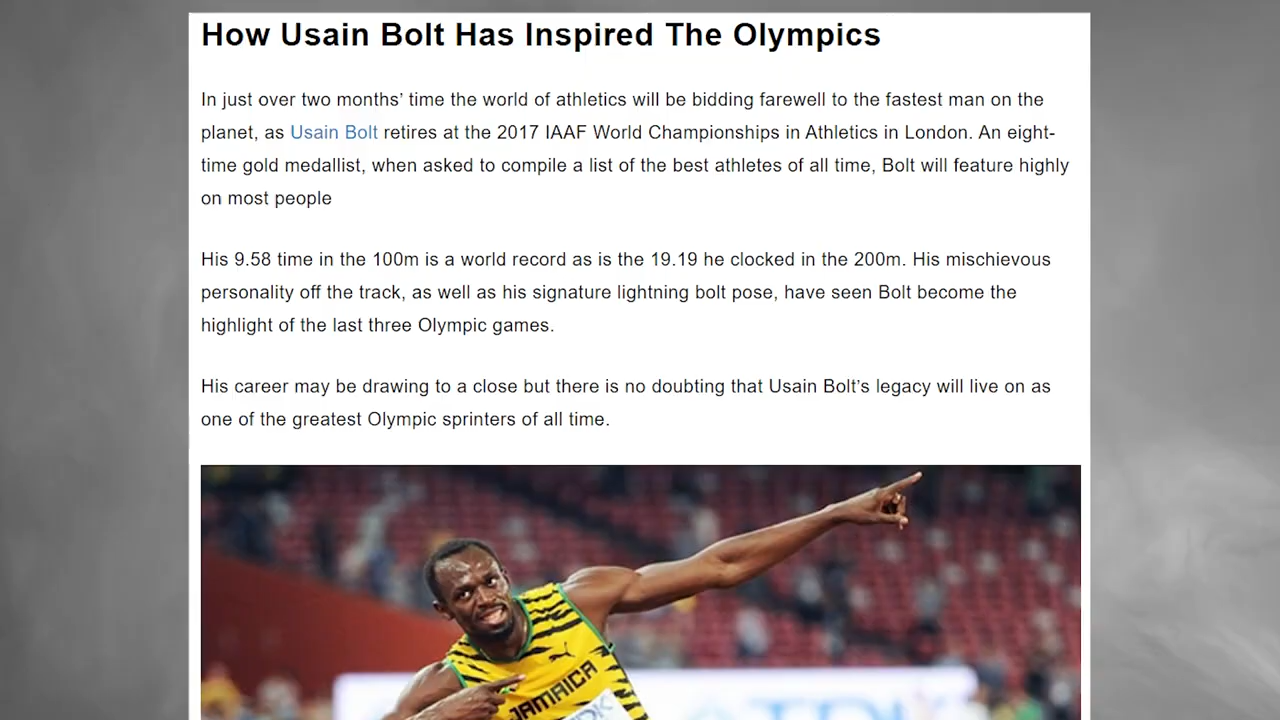 How Usain Bolt Has Inspired The Olympics
In just over two months’ time the world of athletics will be bidding farewell to the fastest man on the
planet, as Usain Bolt retires at the 2017 IAAF World Championships in Athletics in London. An eight-
time gold medallist, when asked to compile a list of the best athletes of all time, Bolt will feature highly
on most people
His 9.58 time in the 100m is a world record as is the 19.19 he clocked in the 200m. His mischievous
personality off the track, as well as his signature lightning bolt pose, have seen Bolt become the
highlight of the last three Olympic games.
His career may be drawing to a close but there is no doubting that Usain Bolt’s legacy will live on as
one of the greatest Olympic sprinters of all time.
JAMAICA